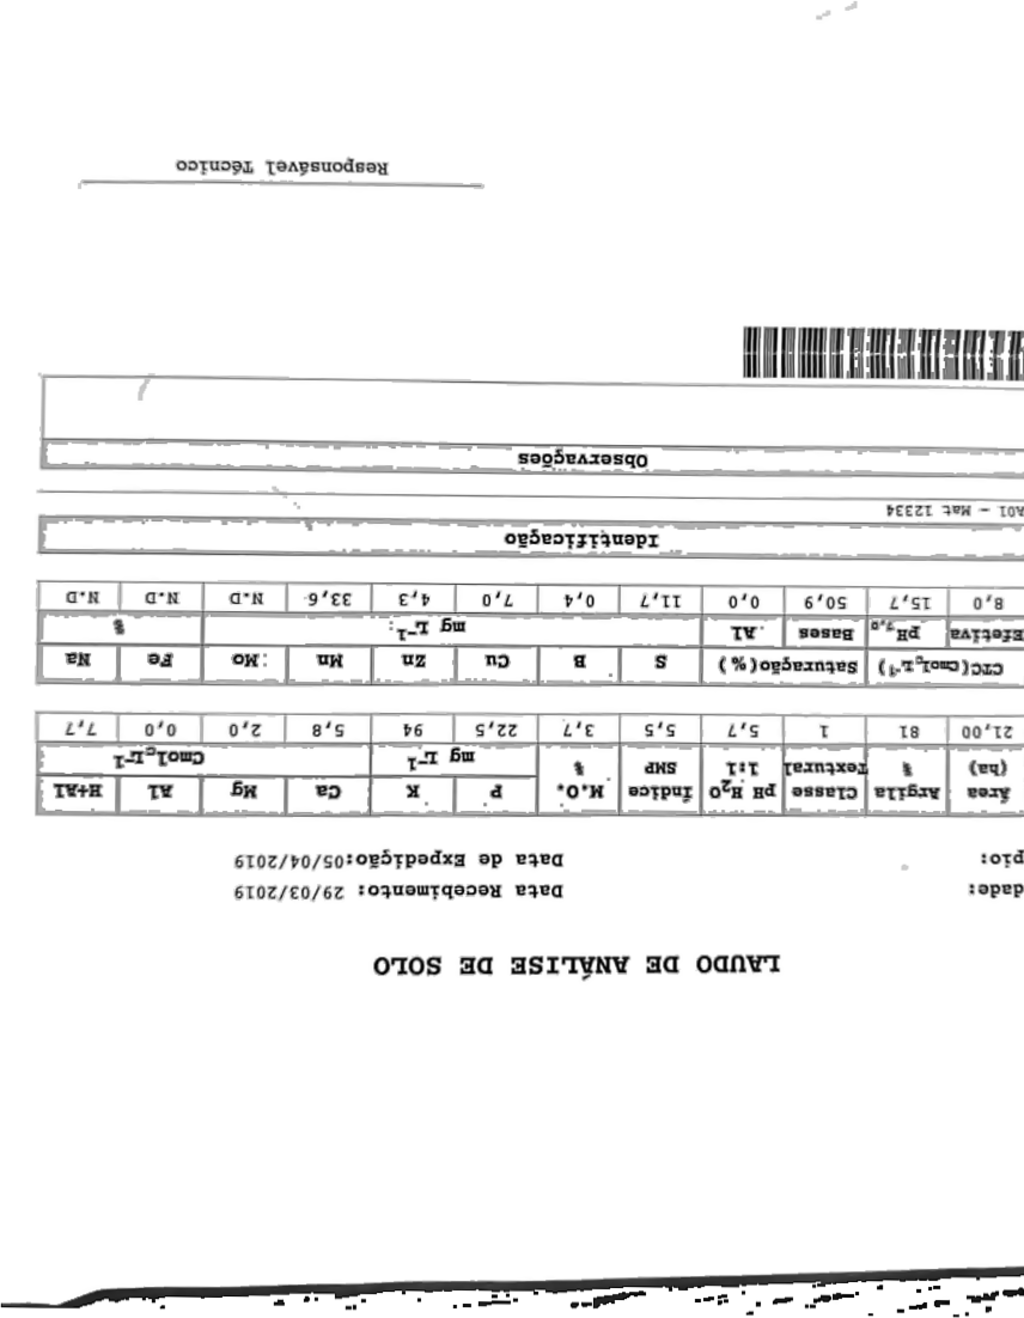 LAUDO DE ANÁLISE DE SOLO
dade: Data Recebimento: 29/03/2019
pio: Data de Expedição:05/04/2019
Área Argila Classe pH H2O Índice M.O. P K Ca Mg Al H+Al
(ha) % Textural 1:1 SMP % mg L-1 CmolcL-1
21,00 81 1 5,7 5,5 3,7 22,5 94 5,8 2,0 0,0 7,7
CTC(CmolcL-1) Saturação(%) S B Cu Zn Mn Mo Fe Na
Efetiva pH7,0 Bases Al mg L-1 %
8,0 15,7 50,9 0,0 11,7 0,4 7,0 4,3 33,6 N.D N.D N.D
Identificação
A01 - Mat 12334
Observações
Responsável Técnico